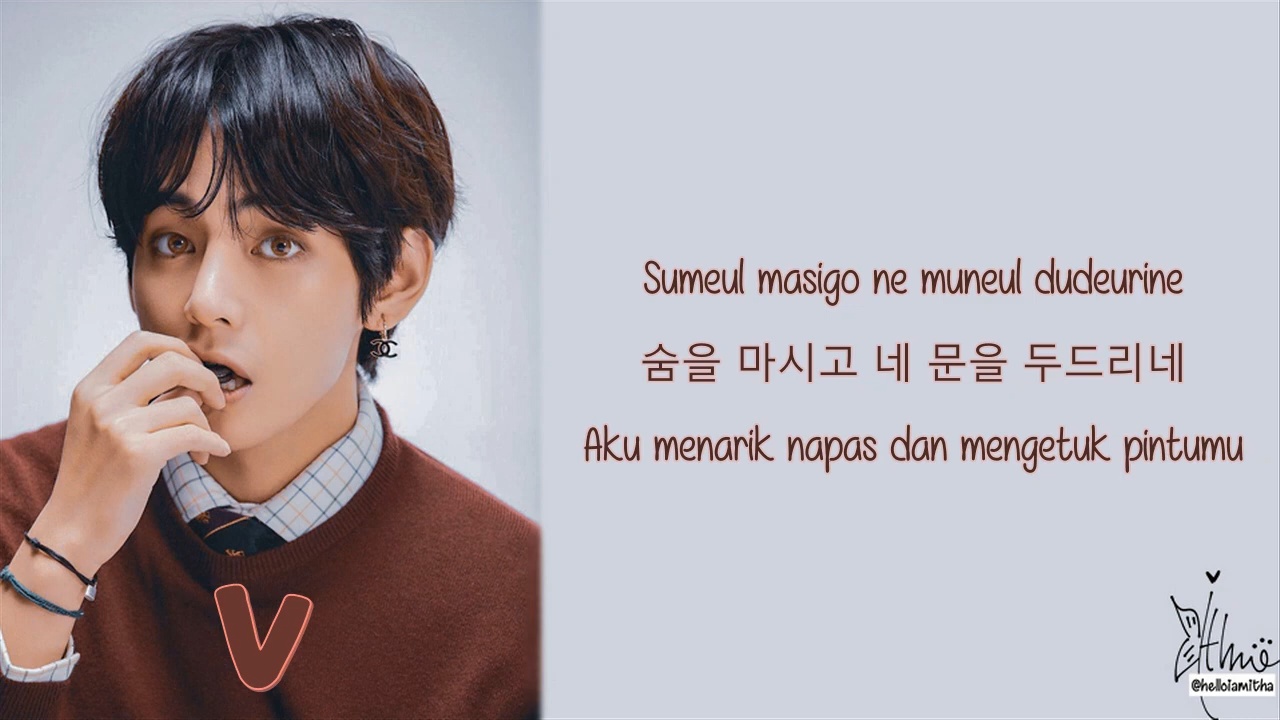 Sumeul masigo ne muneul dudeurine
숨을 마시고 네 문을 두드리네
Aku menarik napas dan mengetuk pintumu
V
@helloiamitha